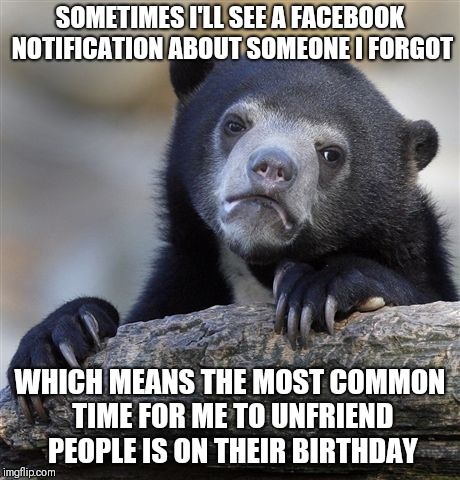 SOMETIMES I'LL SEE A FACEBOOK
NOTIFICATION ABOUT SOMEONE I FORGOT
WHICH MEANS THE MOST COMMON
TIME FOR ME TO UNFRIEND
PEOPLE IS ON THEIR BIRTHDAY
imgflip.com